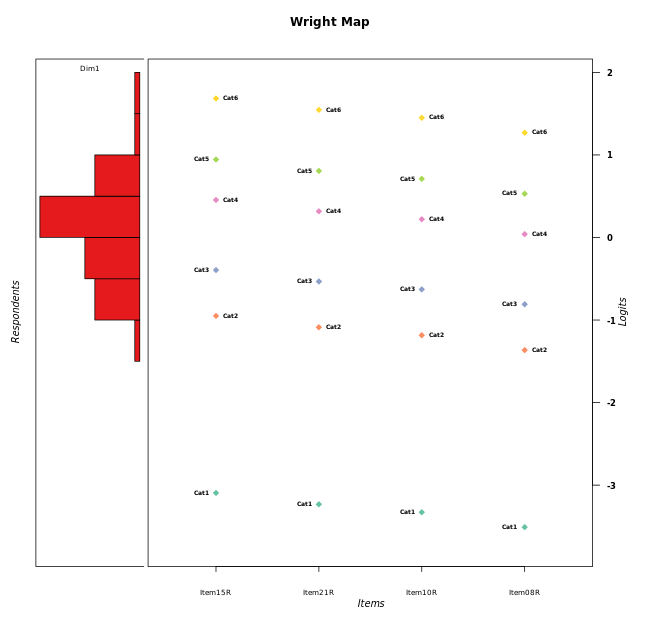 Wright Map
Dim1
2
Cat6
Cat6
Cat6
Cat6
1
Cat5
Cat5
Cat5
Cat5
Cat4
Cat4
Cat4
Cat4
0
Cat3
Cat3
Cat3
Cat3
-1
Cat2
Cat2
Cat2
Cat2
-2
-3
Cat1
Cat1
Cat1
Cat1
Respondents
Logits
Item15R Item21R Item10R Item08R
Items